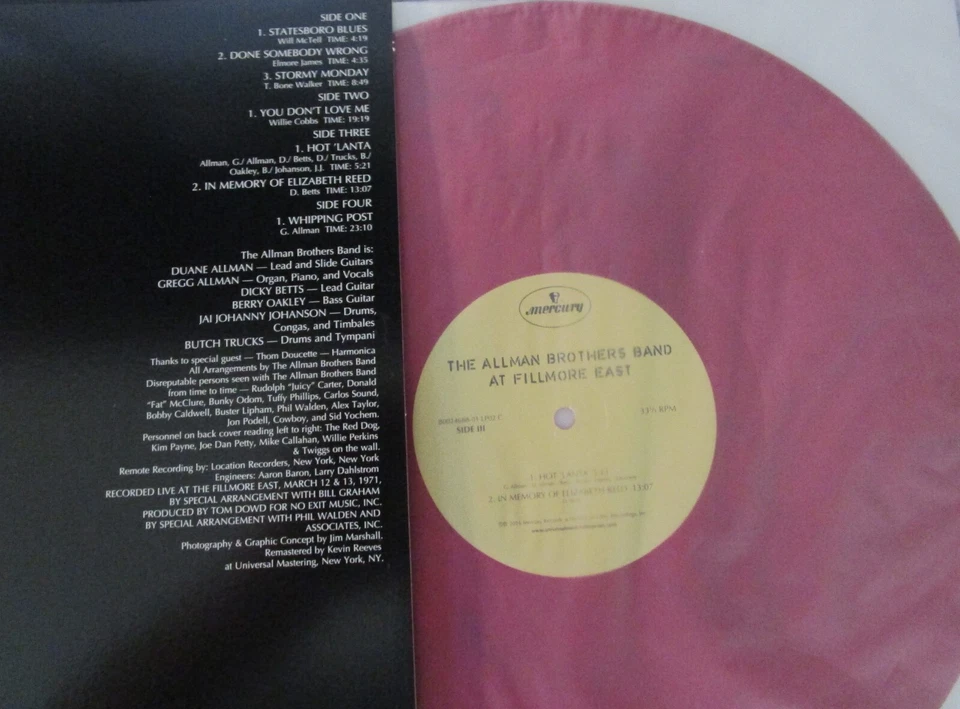 SIDE ONE
1. STATESBORO BLUES
Will McTell TIME: 4:19
2. DONE SOMEBODY WRONG
Elmore James TIME: 4:35
3. STORMY MONDAY
T. Bone Walker TIME: 8:49
SIDE TWO
1. YOU DON'T LOVE ME
Willie Cobbs TIME: 19:19
SIDE THREE
1. HOT 'LANTA
Allman, G./ Allman, D./ Betts, D./ Trucks, B./
Oakley, B./ Johanson, J.J. TIME: 5:21
2. IN MEMORY OF ELIZABETH REED
D. Betts TIME: 13:07
SIDE FOUR
1. WHIPPING POST
G. Allman TIME: 23:10
The Allman Brothers Band is:
DUANE ALLMAN — Lead and Slide Guitars
GREGG ALLMAN — Organ, Piano, and Vocals
DICKY BETTS — Lead Guitar
BERRY OAKLEY — Bass Guitar
JAI JOHANNY JOHANSON — Drums,
Congas, and Timbales
BUTCH TRUCKS — Drums and Tympani
Thanks to special guest — Thom Doucette — Harmonica
All Arrangements by The Allman Brothers Band
Disreputable persons seen with The Allman Brothers Band
from time to time — Rudolph "Juicy" Carter, Donald
"Fat" McClure, Bunky Odom, Tuffy Phillips, Carlos Sound,
Bobby Caldwell, Buster Lipham, Phil Walden, Alex Taylor,
Jon Podell, Cowboy, and Sid Yochem.
Personnel on back cover reading left to right: The Red Dog,
Kim Payne, Joe Dan Petty, Mike Callahan, Willie Perkins
& Twiggs on the wall.
Remote Recording by: Location Recorders, New York, New York
Engineers: Aaron Baron, Larry Dahlstrom
RECORDED LIVE AT THE FILLMORE EAST, MARCH 12 & 13, 1971,
BY SPECIAL ARRANGEMENT WITH BILL GRAHAM
PRODUCED BY TOM DOWD FOR NO EXIT MUSIC, INC.
BY SPECIAL ARRANGEMENT WITH PHIL WALDEN AND
ASSOCIATES, INC.
Photography & Graphic Concept by Jim Marshall.
Remastered by Kevin Reeves
at Universal Mastering, New York, NY.
mercury
THE ALLMAN BROTHERS BAND
AT FILLMORE EAST
SIDE III
33⅓ RPM
1. HOT 'LANTA 5:21
2. IN MEMORY OF ELIZABETH REED 13:07